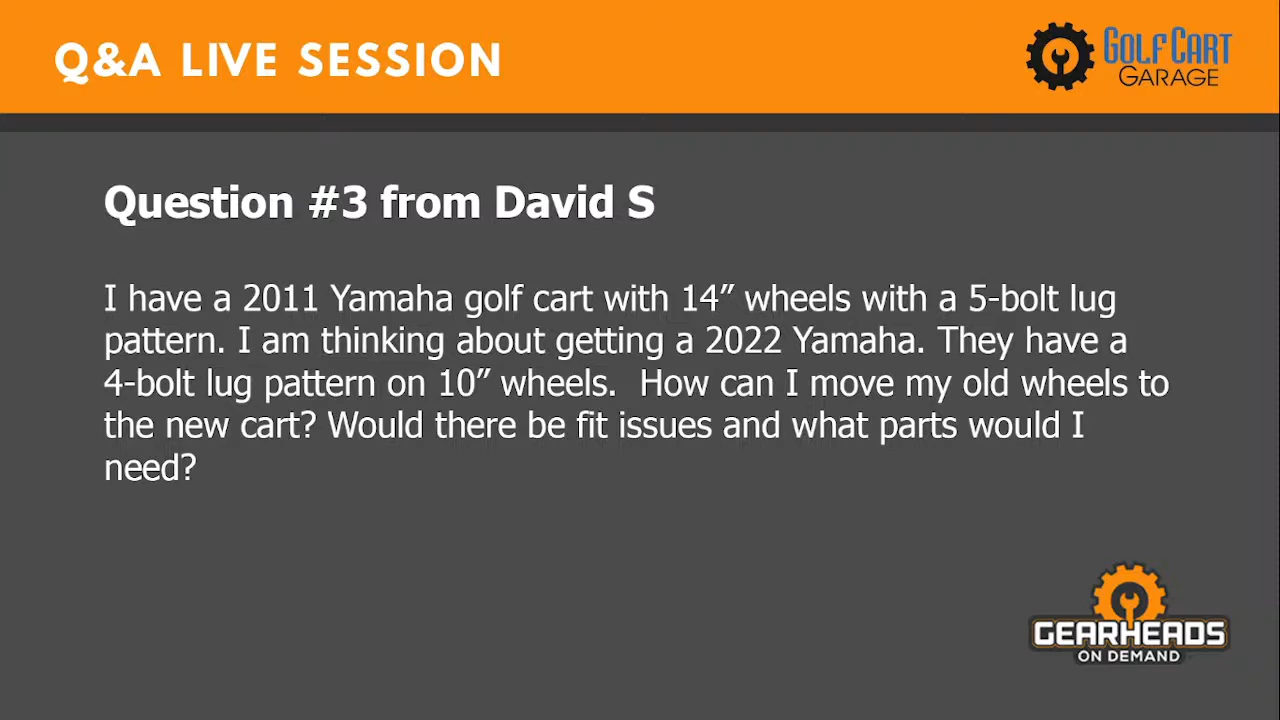 Q&A LIVE SESSION
GOLF CART
GARAGE
Question #3 from David S
I have a 2011 Yamaha golf cart with 14” wheels with a 5-bolt lug
pattern. I am thinking about getting a 2022 Yamaha. They have a
4-bolt lug pattern on 10” wheels.  How can I move my old wheels to
the new cart? Would there be fit issues and what parts would I
need?
GEARHEADS
ON DEMAND